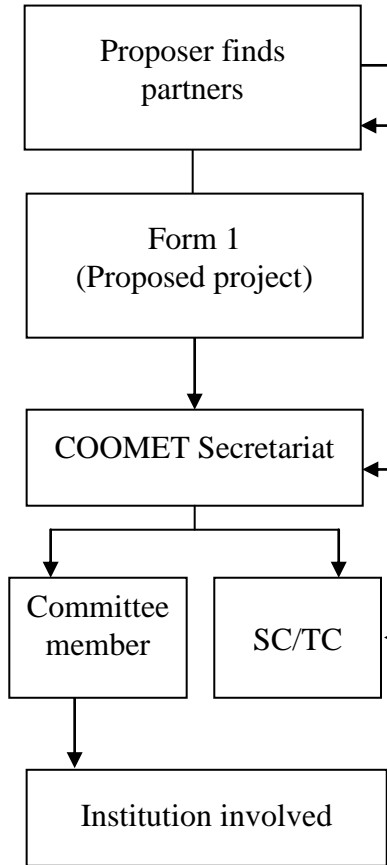 Proposer finds
partners
Form 1
(Proposed project)
COOMET Secretariat
Committee
member
SC/TC
Institution involved